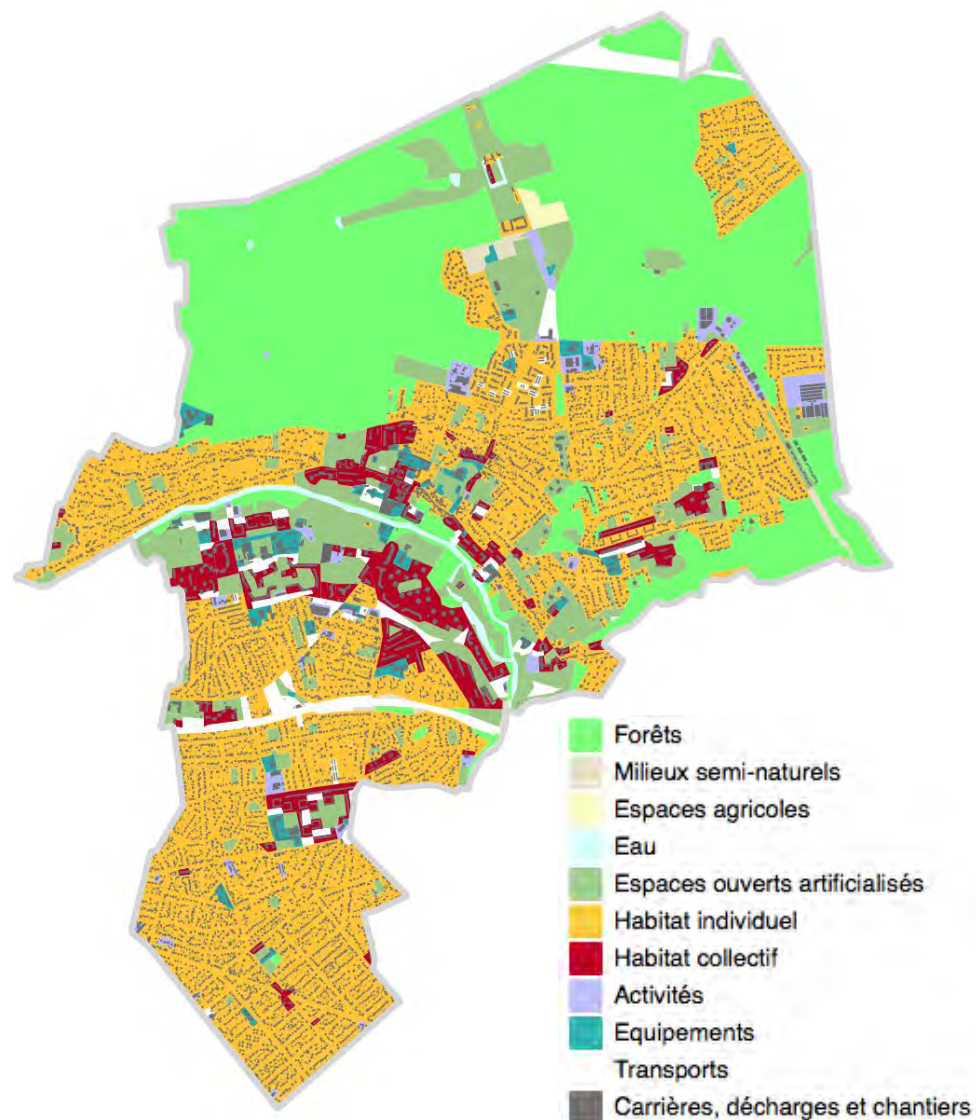 Forêts
Milieux semi-naturels
Espaces agricoles
Eau
Espaces ouverts artificialisés
Habitat individuel
Habitat collectif
Activités
Equipements
Transports
Carrières, décharges et chantiers